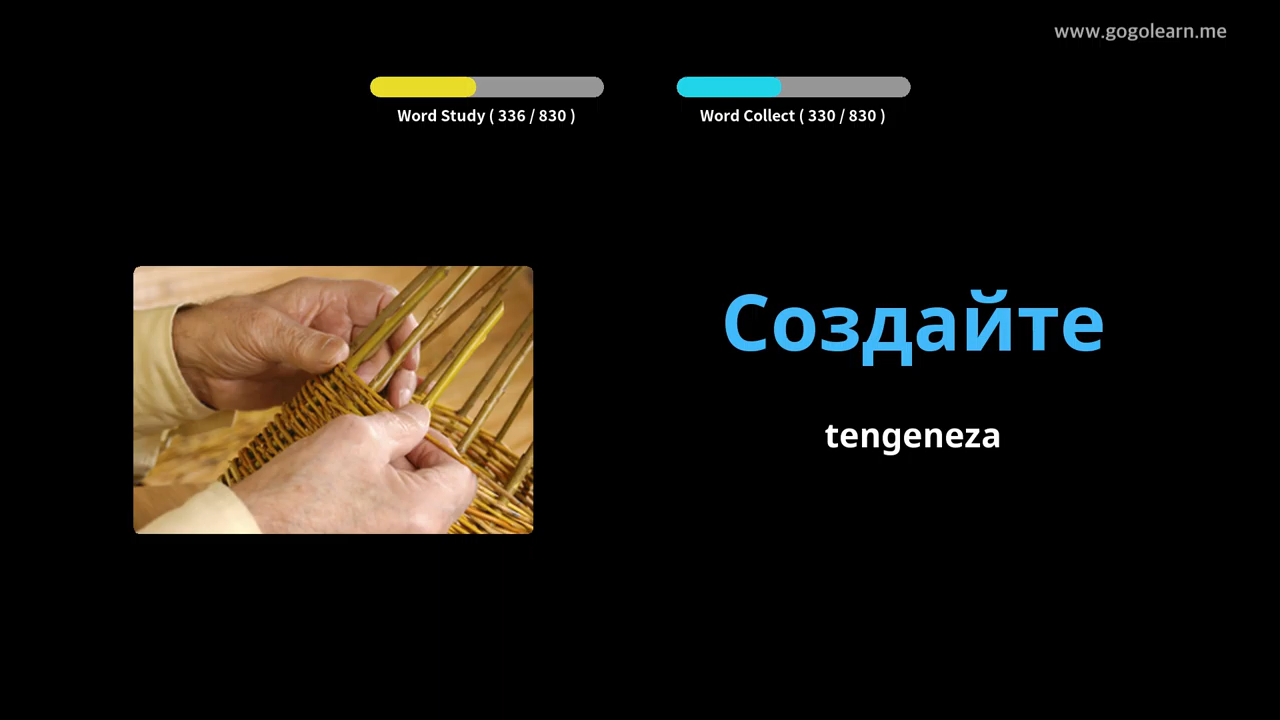 www.gogolearn.me
Word Study ( 336 / 830 )
Word Collect ( 330 / 830 )
Создайте
tengeneza